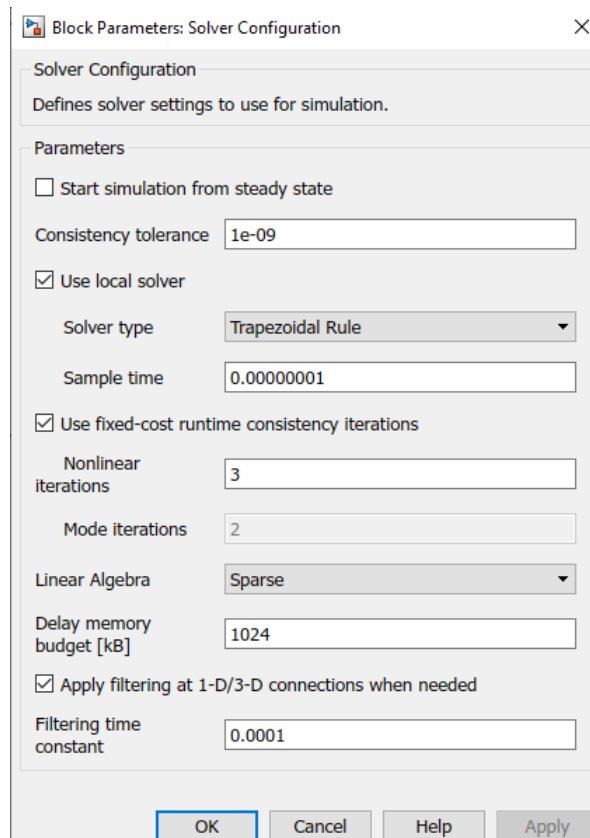 Block Parameters: Solver Configuration
Solver Configuration
Defines solver settings to use for simulation.
Parameters
Start simulation from steady state
Consistency tolerance 1e-09
Use local solver
Solver type Trapezoidal Rule
Sample time 0.00000001
Use fixed-cost runtime consistency iterations
Nonlinear
iterations 3
Mode iterations 2
Linear Algebra Sparse
Delay memory
budget [kB] 1024
Apply filtering at 1-D/3-D connections when needed
Filtering time
constant 0.0001
OK Cancel Help Apply